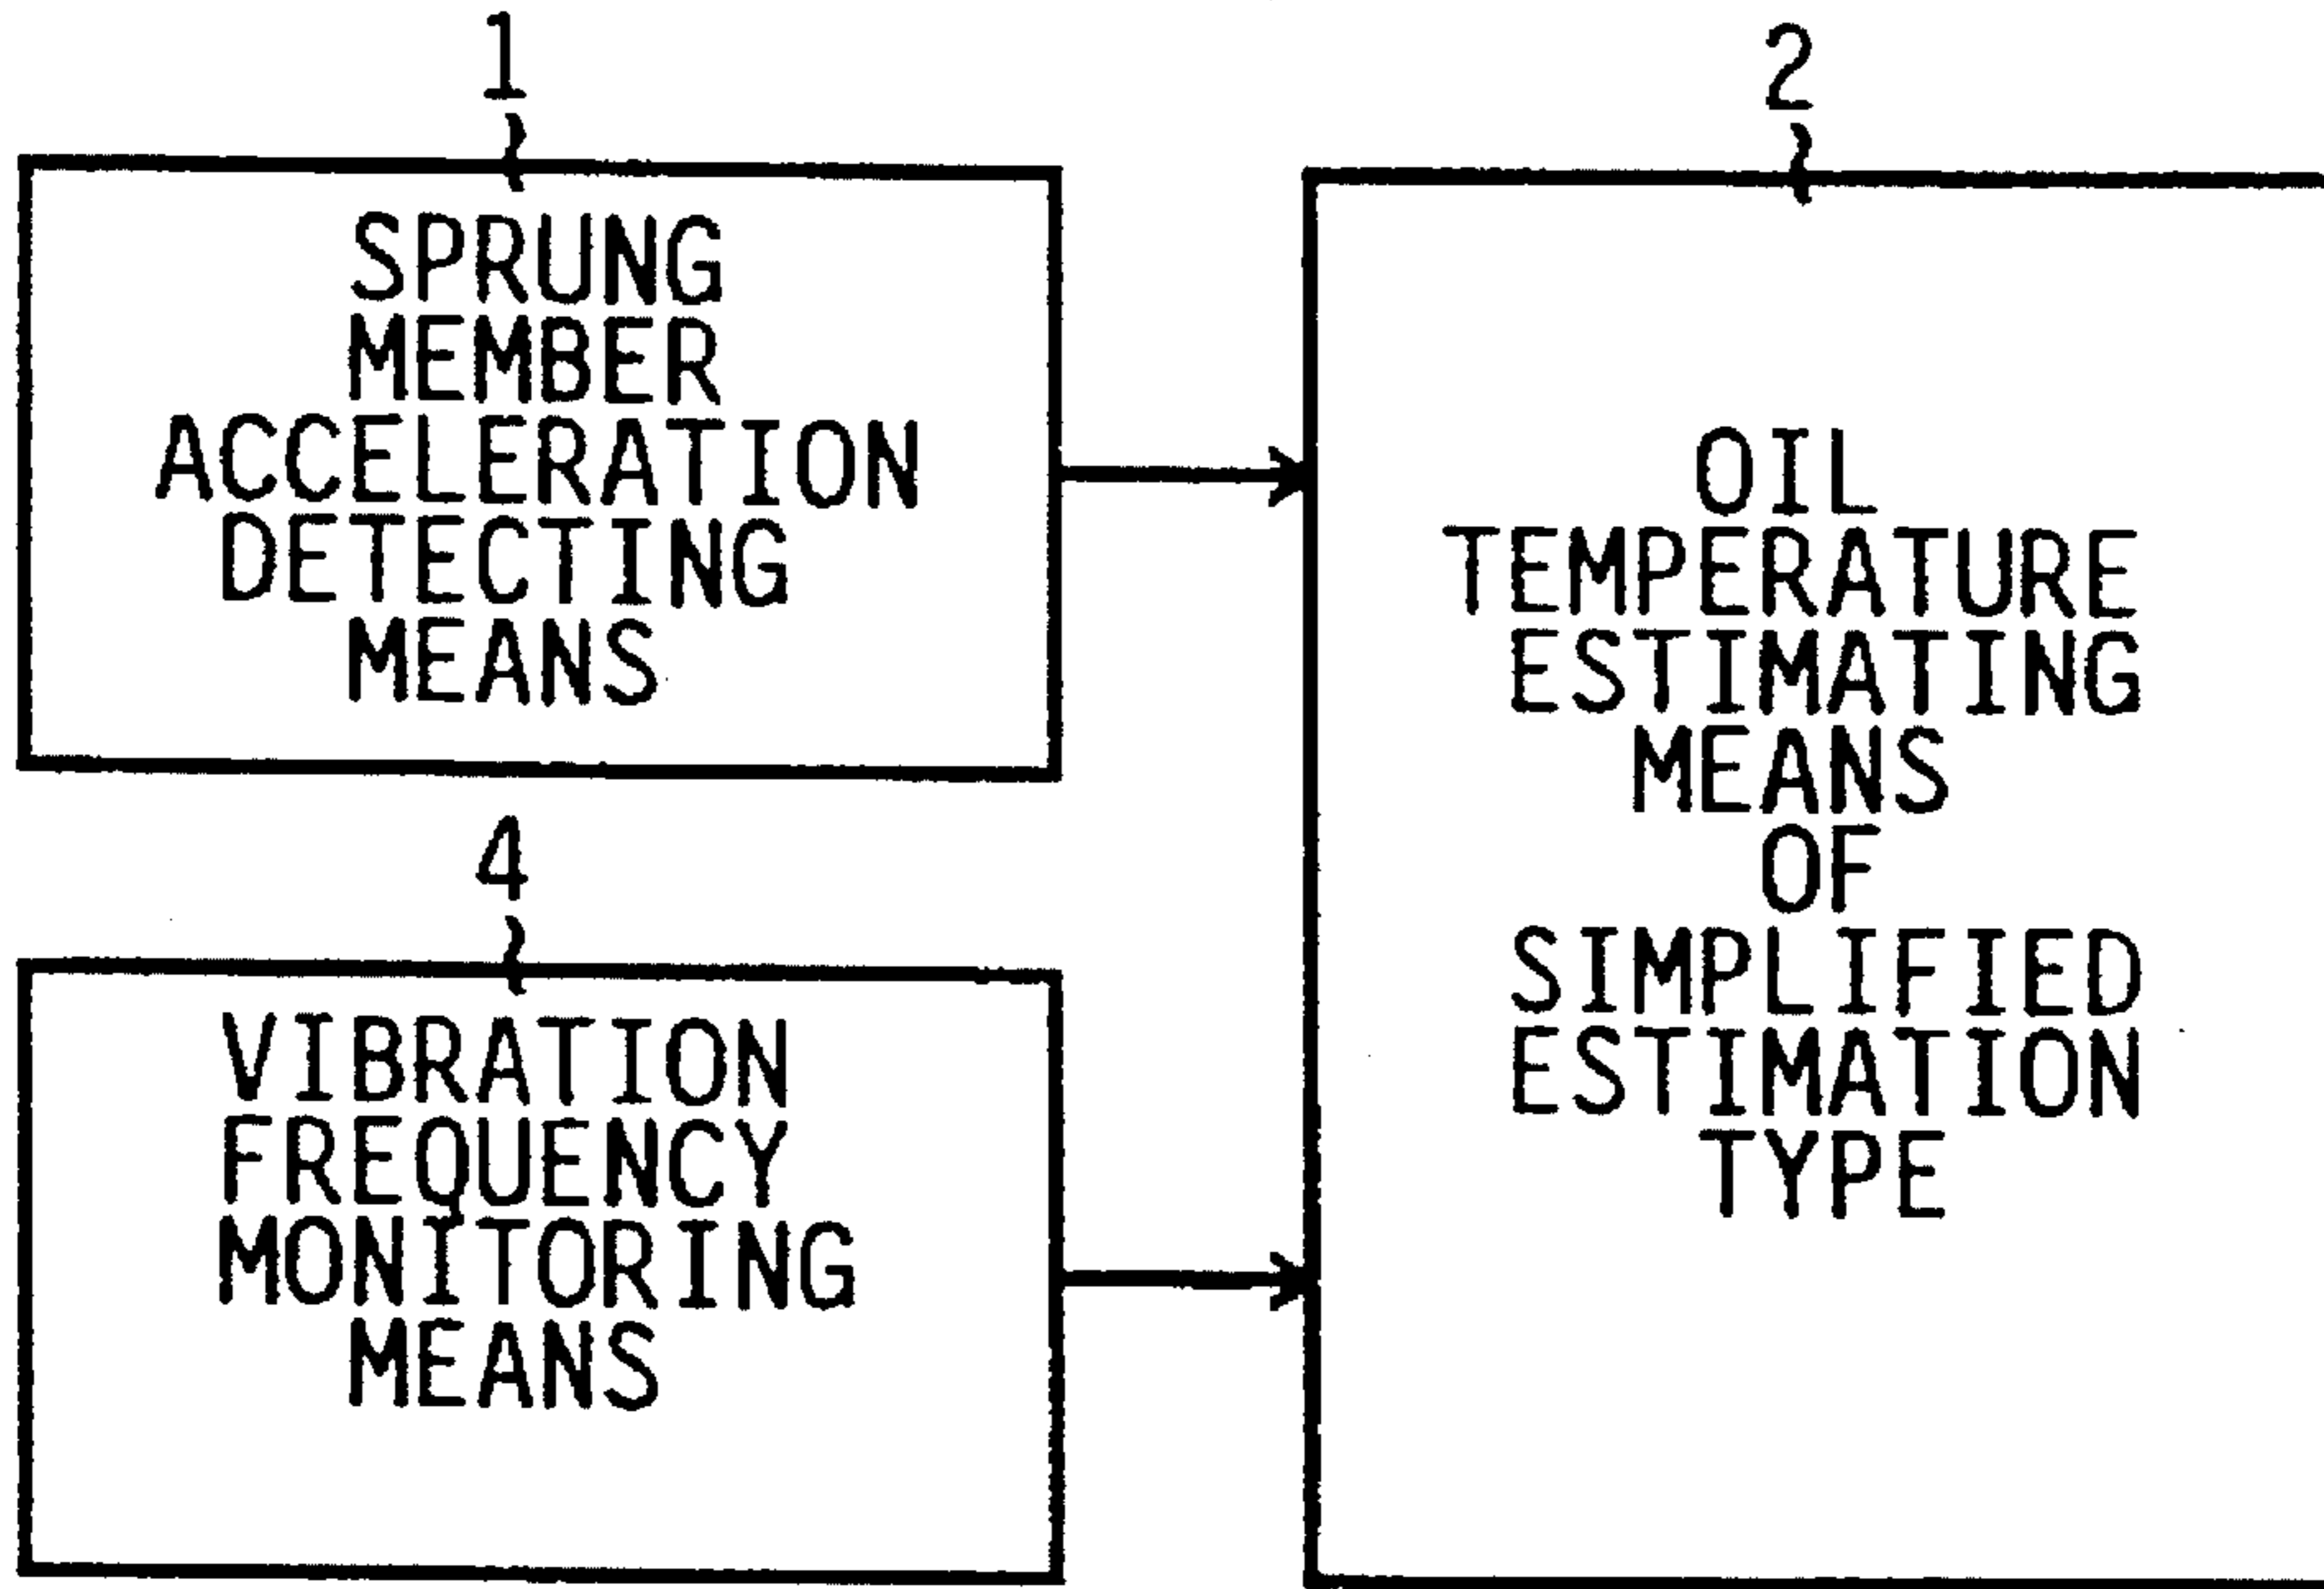 1
SPRUNG
MEMBER
ACCELERATION
DETECTING
MEANS
4
VIBRATION
FREQUENCY
MONITORING
MEANS
2
OIL
TEMPERATURE
ESTIMATING
MEANS
OF
SIMPLIFIED
ESTIMATION
TYPE